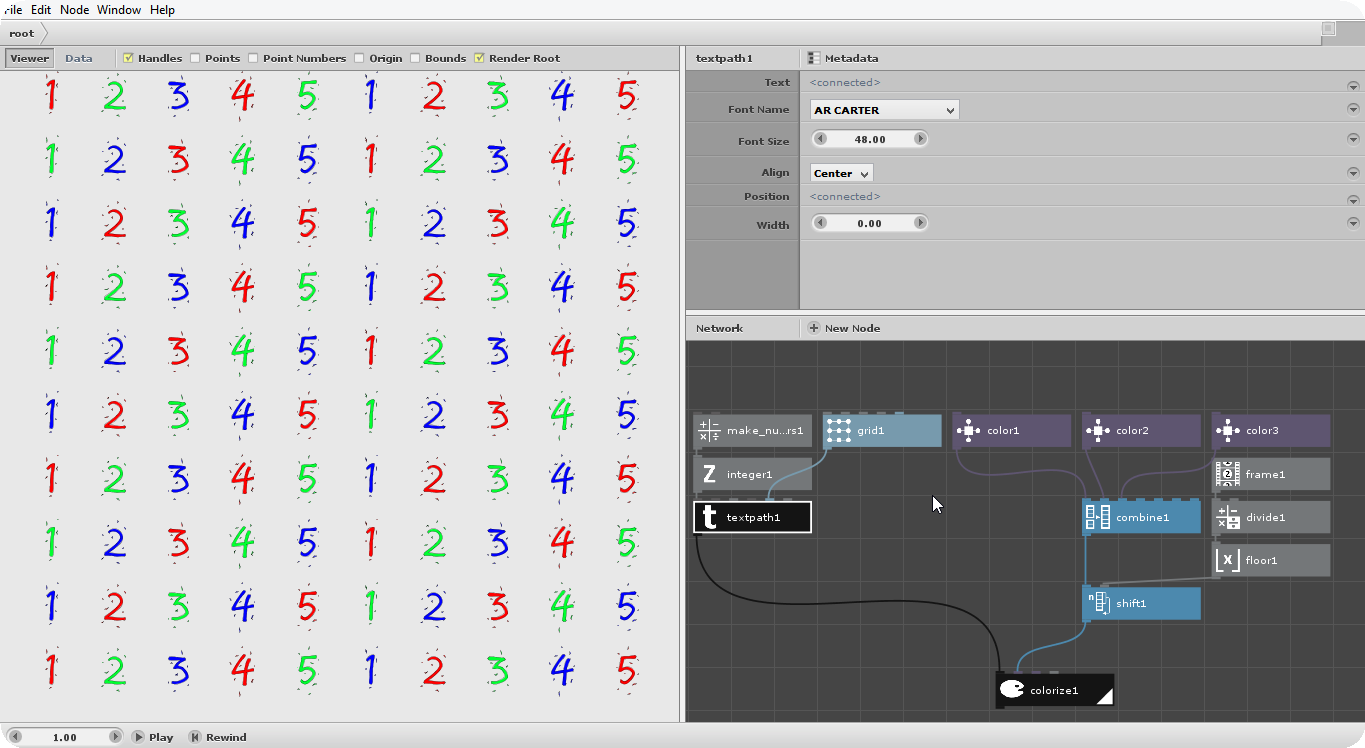 File Edit Node Window Help
root
Viewer Data Handles Points Point Numbers Origin Bounds Render Root
textpath1 Metadata
Text <connected>
Font Name AR CARTER
Font Size 48.00
Align Center
Position <connected>
Width 0.00
Network New Node
1 2 3 4 5 1 2 3 4 5
1 2 3 4 5 1 2 3 4 5
1 2 3 4 5 1 2 3 4 5
1 2 3 4 5 1 2 3 4 5
1 2 3 4 5 1 2 3 4 5
1 2 3 4 5 1 2 3 4 5
1 2 3 4 5 1 2 3 4 5
1 2 3 4 5 1 2 3 4 5
1 2 3 4 5 1 2 3 4 5
1 2 3 4 5 1 2 3 4 5
make_nu...rs1 grid1 color1 color2 color3
Z integer1 2 frame1
t textpath1 combine1 divide1
[x] floor1
n shift1
colorize1
1.00 Play Rewind